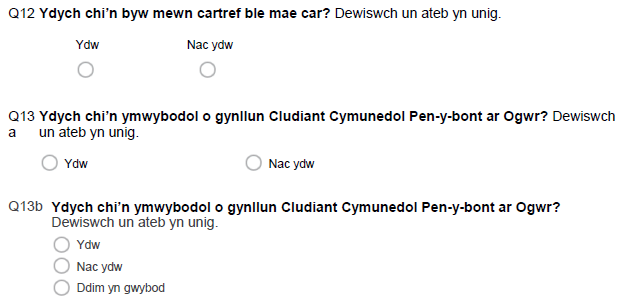 Q12 Ydych chi'n byw mewn cartref ble mae car? Dewiswch un ateb yn unig.
Ydw Nac ydw
Q13 Ydych chi'n ymwybodol o gynllun Cludiant Cymunedol Pen-y-bont ar Ogwr? Dewiswch
a un ateb yn unig.
Ydw Nac ydw
Q13b Ydych chi'n ymwybodol o gynllun Cludiant Cymunedol Pen-y-bont ar Ogwr?
Dewiswch un ateb yn unig.
Ydw
Nac ydw
Ddim yn gwybod